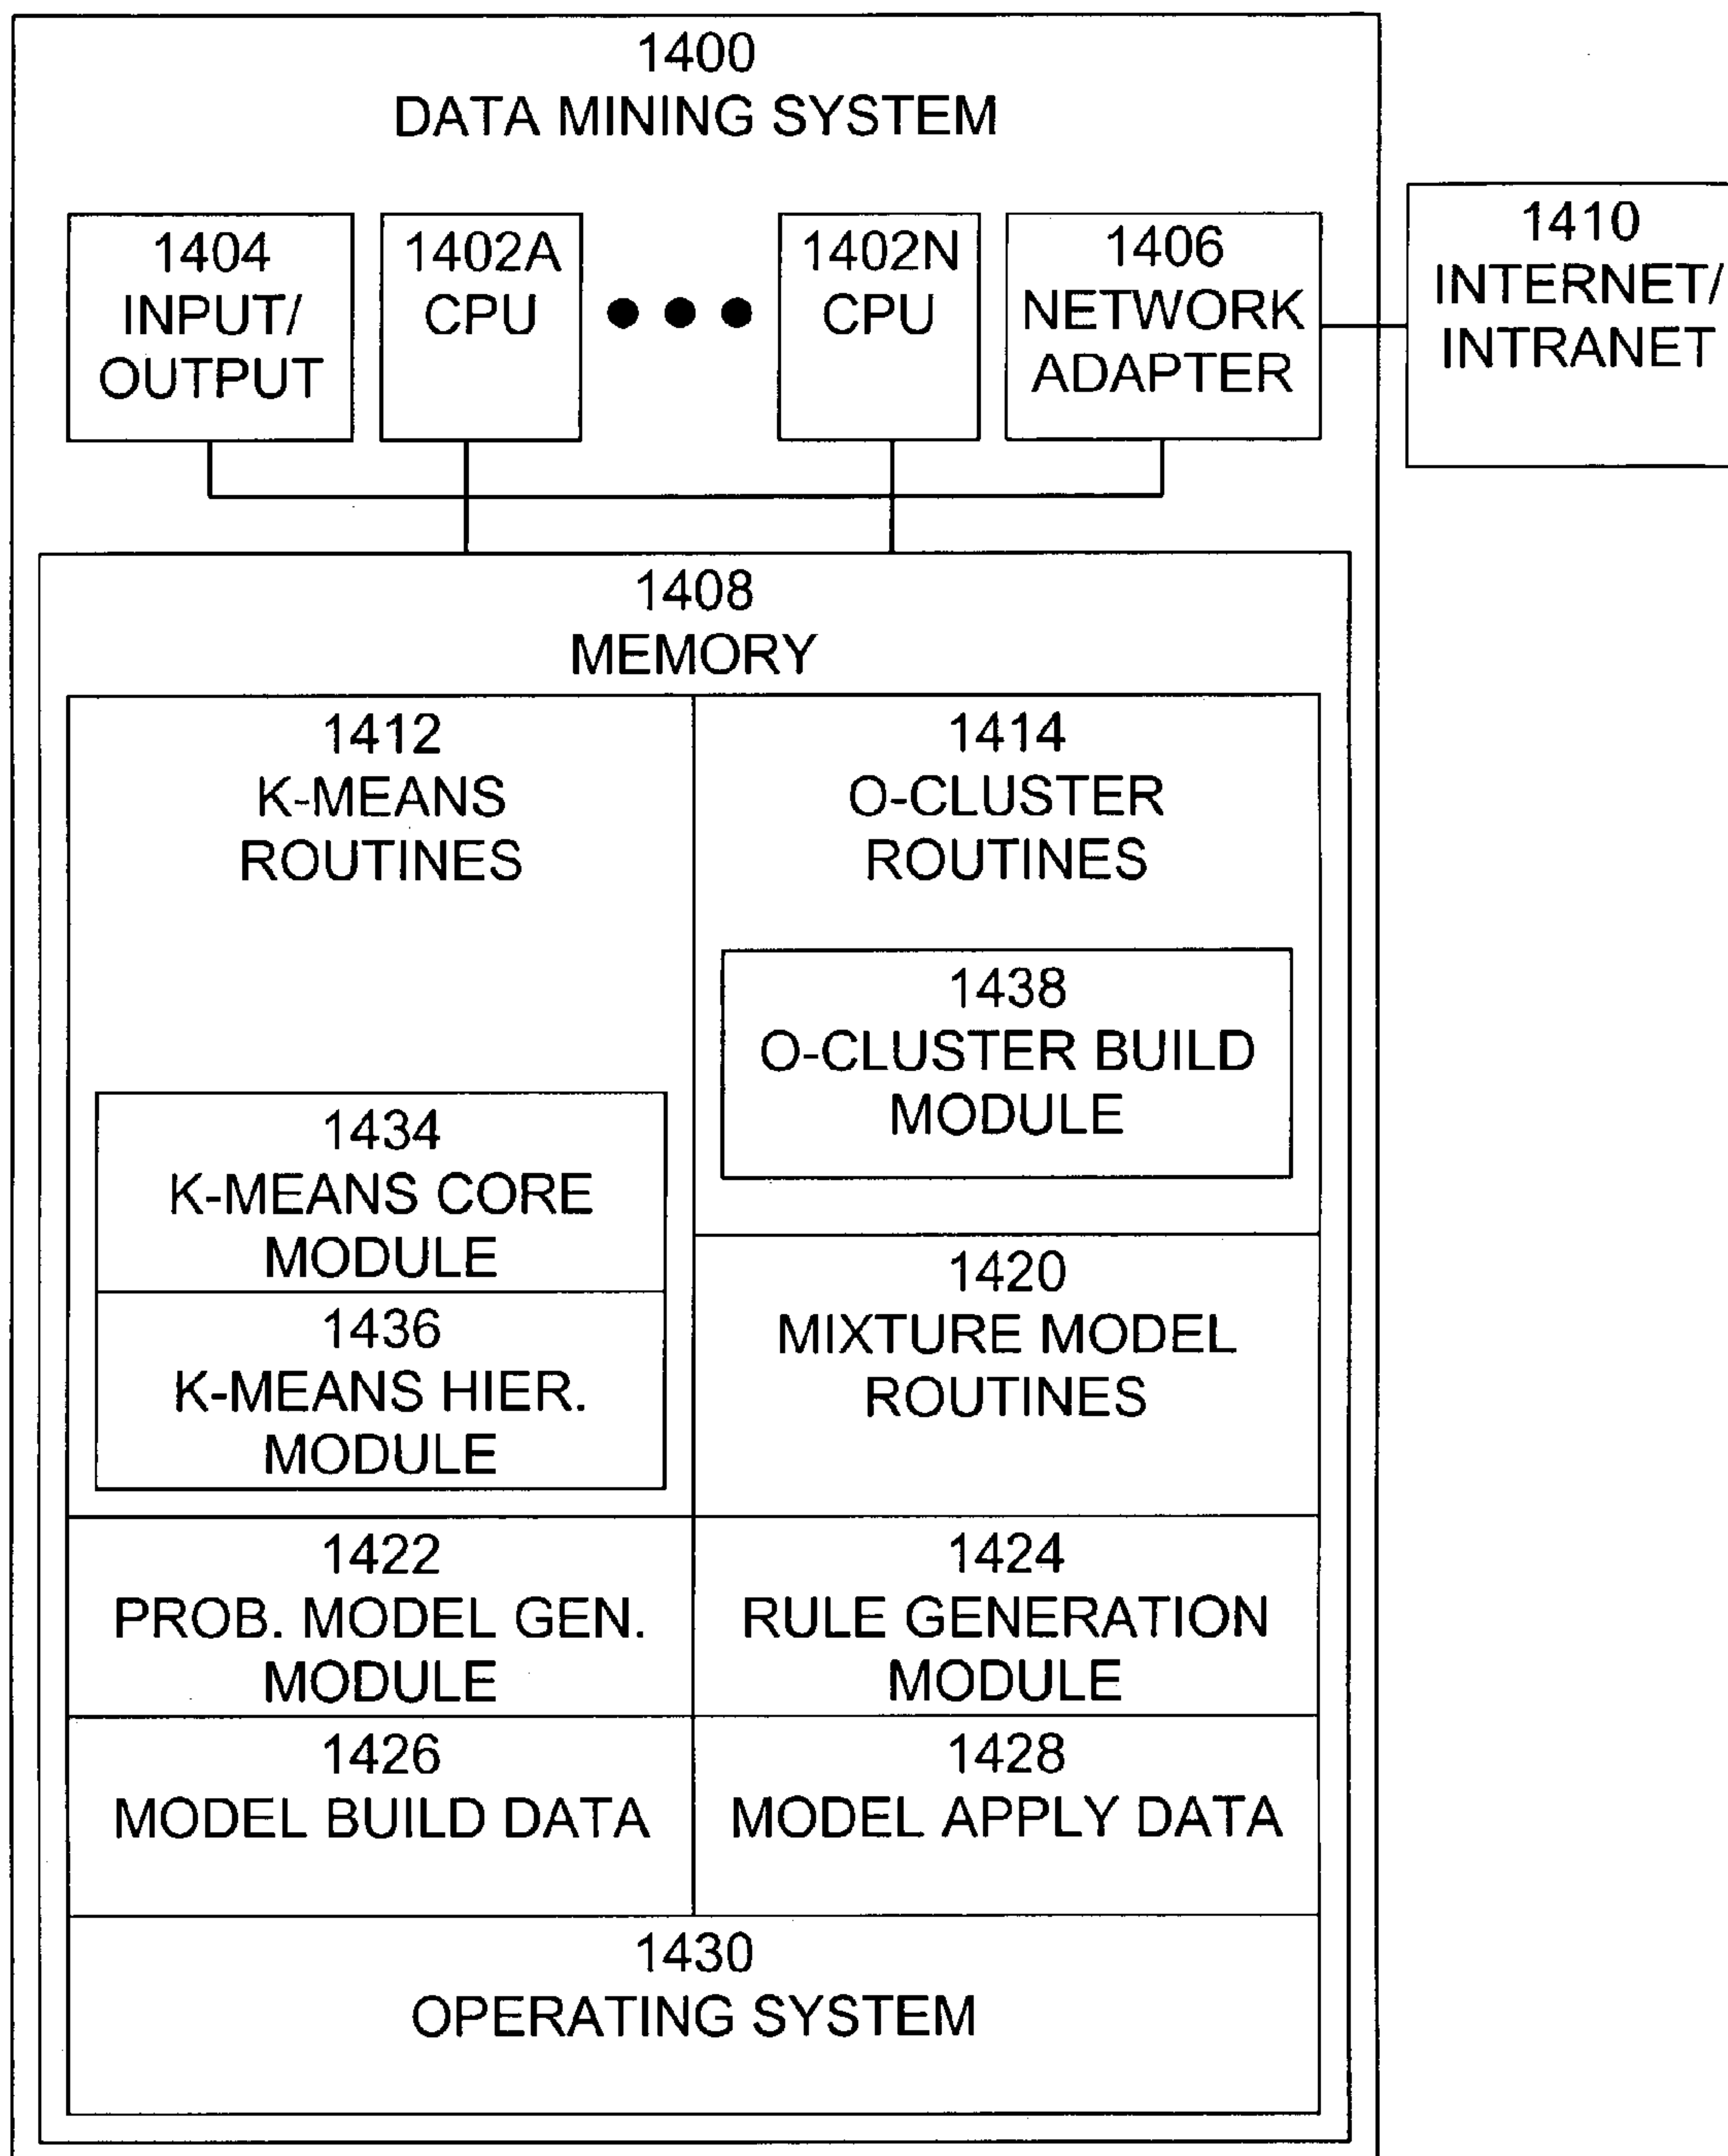 1400
DATA MINING SYSTEM
1404
INPUT/
OUTPUT
1402A
CPU
1402N
CPU
1406
NETWORK
ADAPTER
1410
INTERNET/
INTRANET
1408
MEMORY
1412
K-MEANS
ROUTINES
1434
K-MEANS CORE
MODULE
1436
K-MEANS HIER.
MODULE
1414
O-CLUSTER
ROUTINES
1438
O-CLUSTER BUILD
MODULE
1420
MIXTURE MODEL
ROUTINES
1422
PROB. MODEL GEN.
MODULE
1424
RULE GENERATION
MODULE
1426
MODEL BUILD DATA
1428
MODEL APPLY DATA
1430
OPERATING SYSTEM